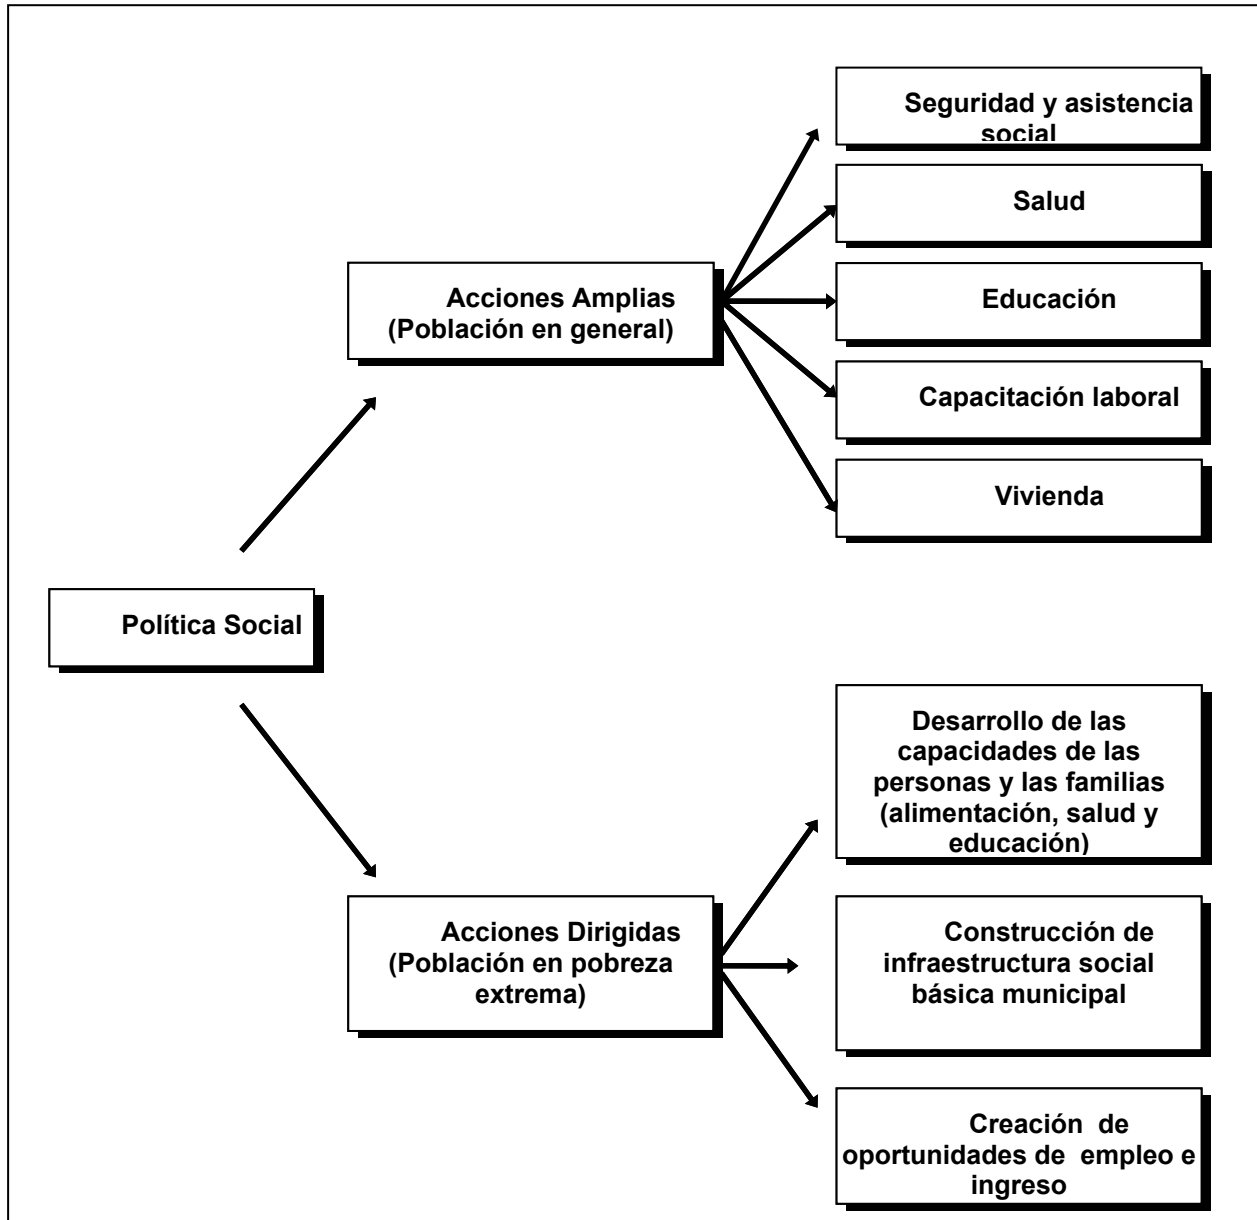 Seguridad y asistencia
social
Salud
Educación
Capacitación laboral
Vivienda
Acciones Amplias
(Población en general)
Política Social
Acciones Dirigidas
(Población en pobreza
extrema)
Desarrollo de las
capacidades de las
personas y las familias
(alimentación, salud y
educación)
Construcción de
infraestructura social
básica municipal
Creación  de
oportunidades de  empleo e
ingreso